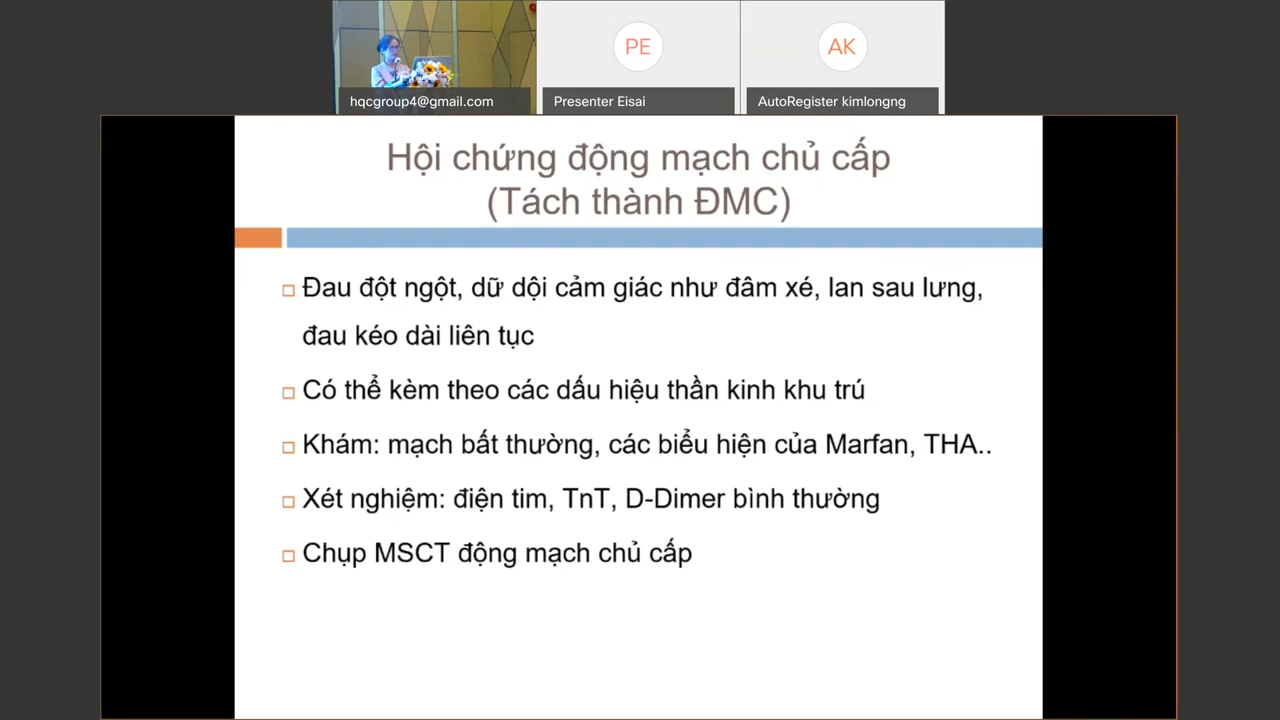 hqcgroup4@gmail.com
PE
Presenter Eisai
AK
AutoRegister kimlongng
Hội chứng động mạch chủ cấp
(Tách thành ĐMC)
Đau đột ngột, dữ dội cảm giác như đâm xé, lan sau lưng,
đau kéo dài liên tục
Có thể kèm theo các dấu hiệu thần kinh khu trú
Khám: mạch bất thường, các biểu hiện của Marfan, THA..
Xét nghiệm: điện tim, TnT, D-Dimer bình thường
Chụp MSCT động mạch chủ cấp